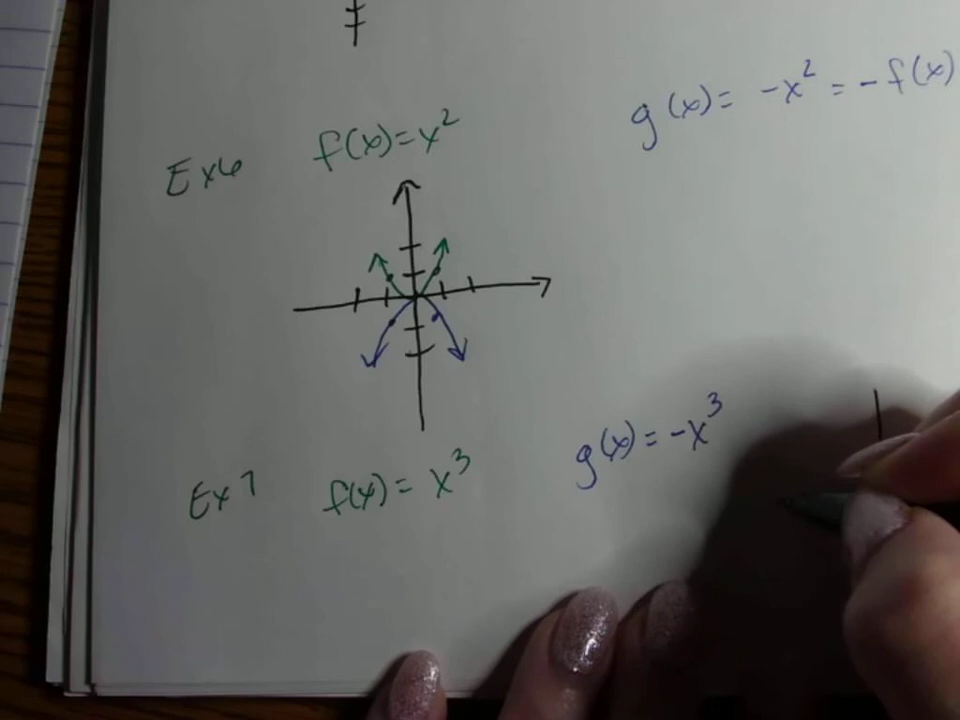 g(x) = -x² = -f(x)
Ex6 f(x)=x²
Ex7 f(x) = x³ g(x) = -x³